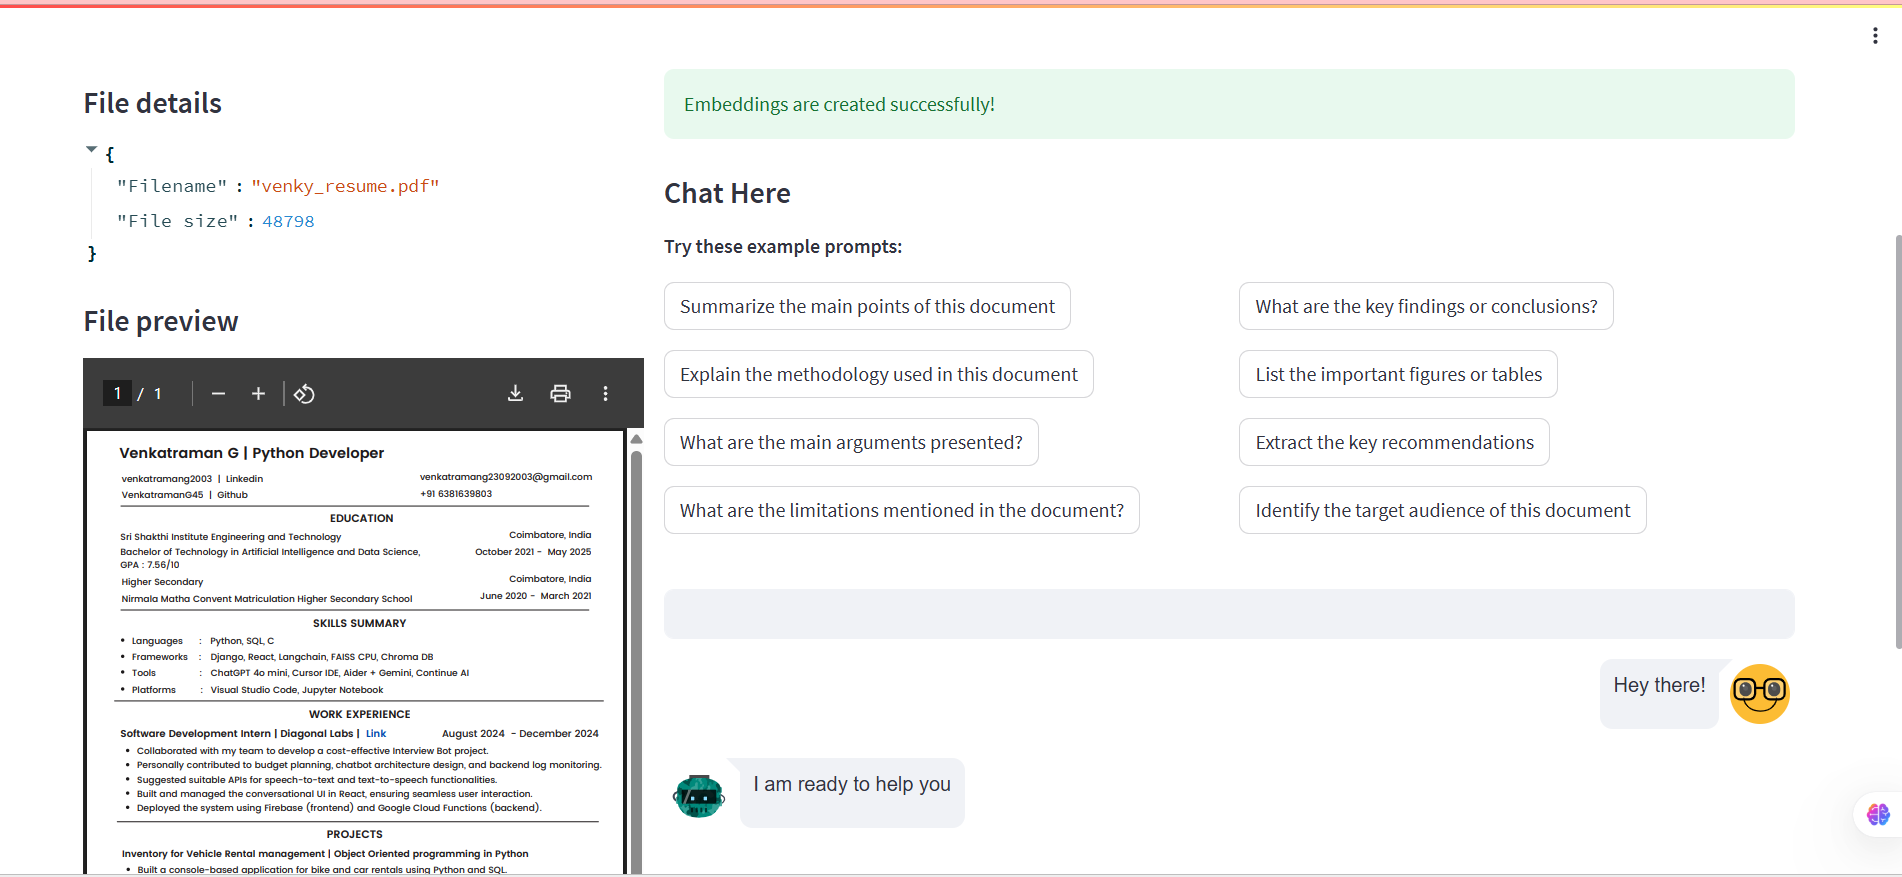 File details
{
"Filename" : "venky_resume.pdf"
"File size" : 48798
}
File preview
1 / 1
Venkatraman G | Python Developer
venkatramang2003 | Linkedin
venkatramang23092003@gmail.com
VenkatramanG45 | Github
+91 6381639803
EDUCATION
Sri Shakthi Institute Engineering and Technology
Coimbatore, India
Bachelor of Technology in Artificial Intelligence and Data Science,
October 2021 - May 2025
GPA : 7.56/10
Higher Secondary
Coimbatore, India
Nirmala Matha Convent Matriculation Higher Secondary School
June 2020 - March 2021
SKILLS SUMMARY
• Languages : Python, SQL, C
• Frameworks : Django, React, Langchain, FAISS CPU, Chroma DB
• Tools : ChatGPT 4o mini, Cursor IDE, Aider + Gemini, Continue AI
• Platforms : Visual Studio Code, Jupyter Notebook
WORK EXPERIENCE
Software Development Intern | Diagonal Labs | Link
August 2024 - December 2024
• Collaborated with my team to develop a cost-effective Interview Bot project.
• Personally contributed to budget planning, chatbot architecture design, and backend log monitoring.
• Suggested suitable APIs for speech-to-text and text-to-speech functionalities.
• Built and managed the conversational UI in React, ensuring seamless user interaction.
• Deployed the system using Firebase (frontend) and Google Cloud Functions (backend).
PROJECTS
Inventory for Vehicle Rental management | Object Oriented programming in Python
• Built a console-based application for bike and car rentals using Python and SQL.
Embeddings are created successfully!
Chat Here
Try these example prompts:
Summarize the main points of this document
What are the key findings or conclusions?
Explain the methodology used in this document
List the important figures or tables
What are the main arguments presented?
Extract the key recommendations
What are the limitations mentioned in the document?
Identify the target audience of this document
Hey there!
I am ready to help you